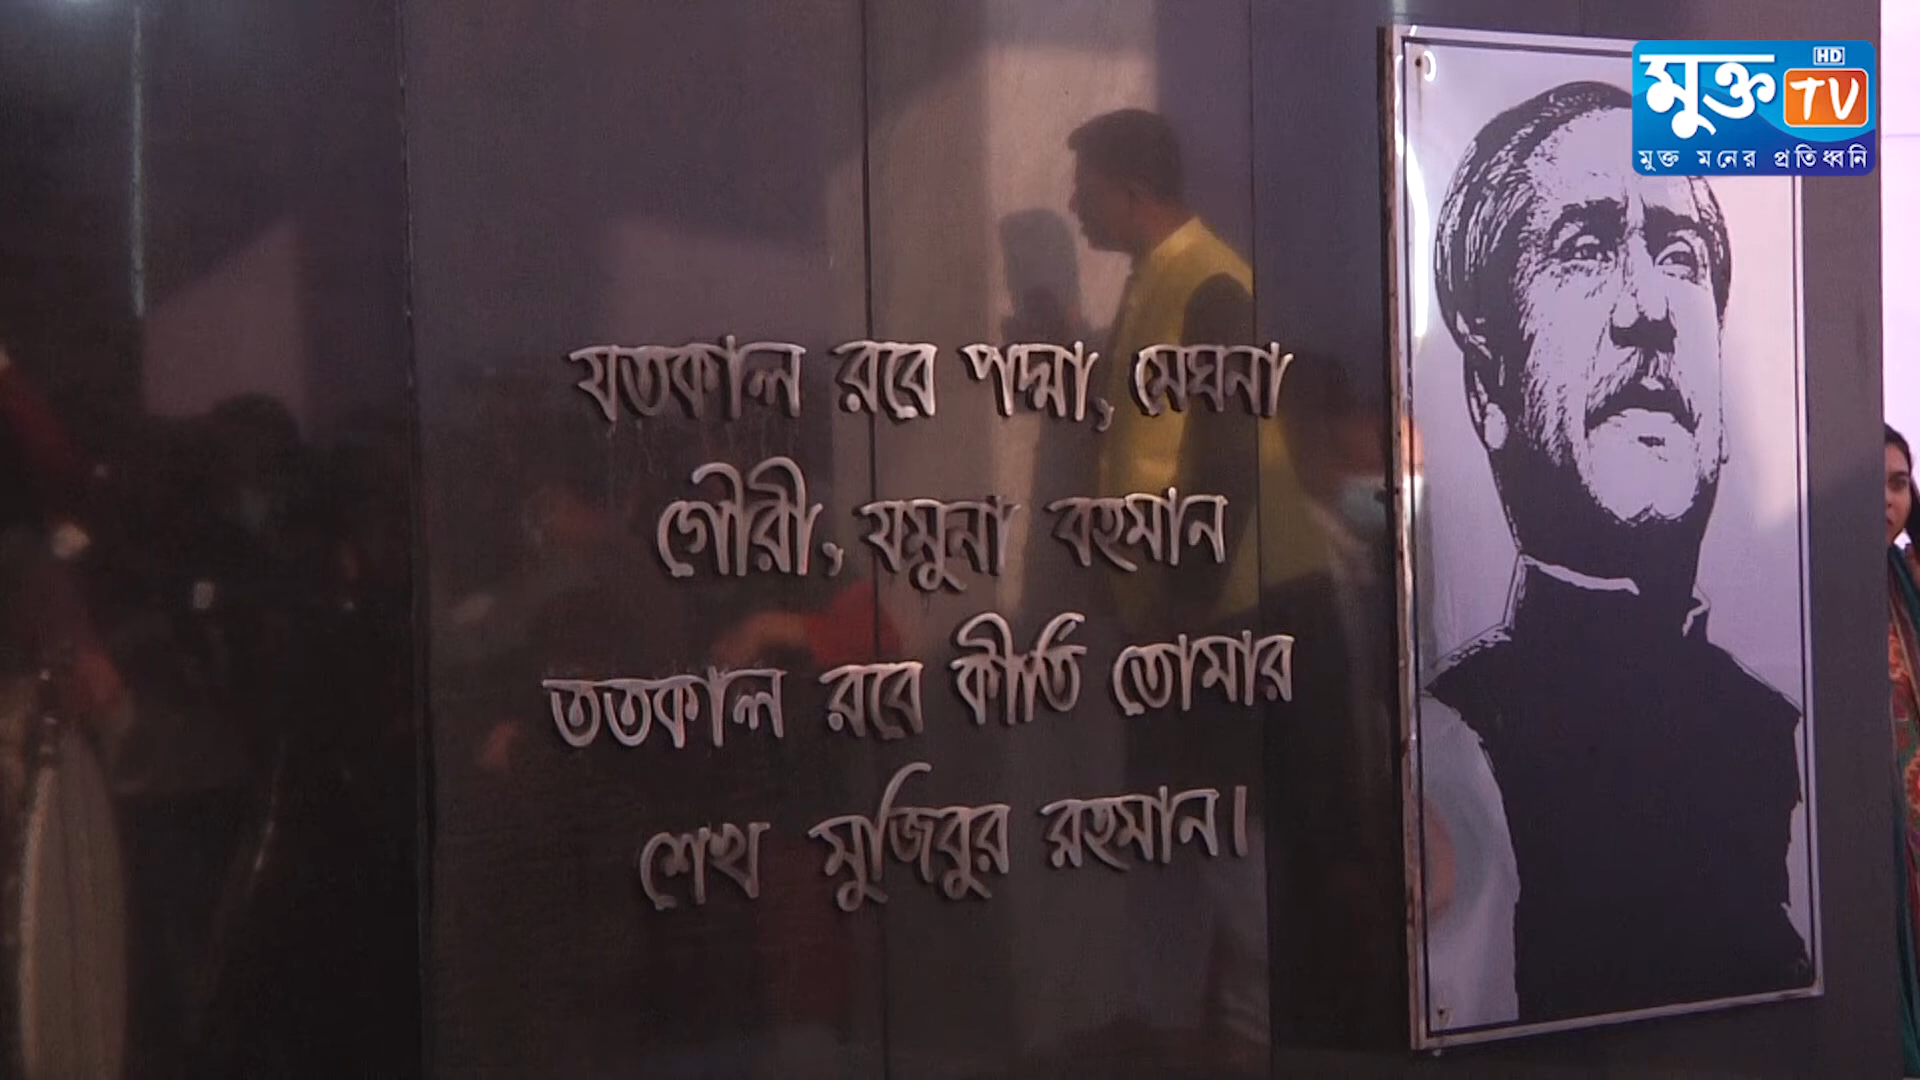 যতকাল রবে পদ্মা, মেঘনা
গৌরী, যমুনা বহমান
ততকাল রবে কীর্তি তোমার
শেখ মুজিবুর রহমান।
মুক্ত TV HD
মুক্ত মনের প্রতিধ্বনি